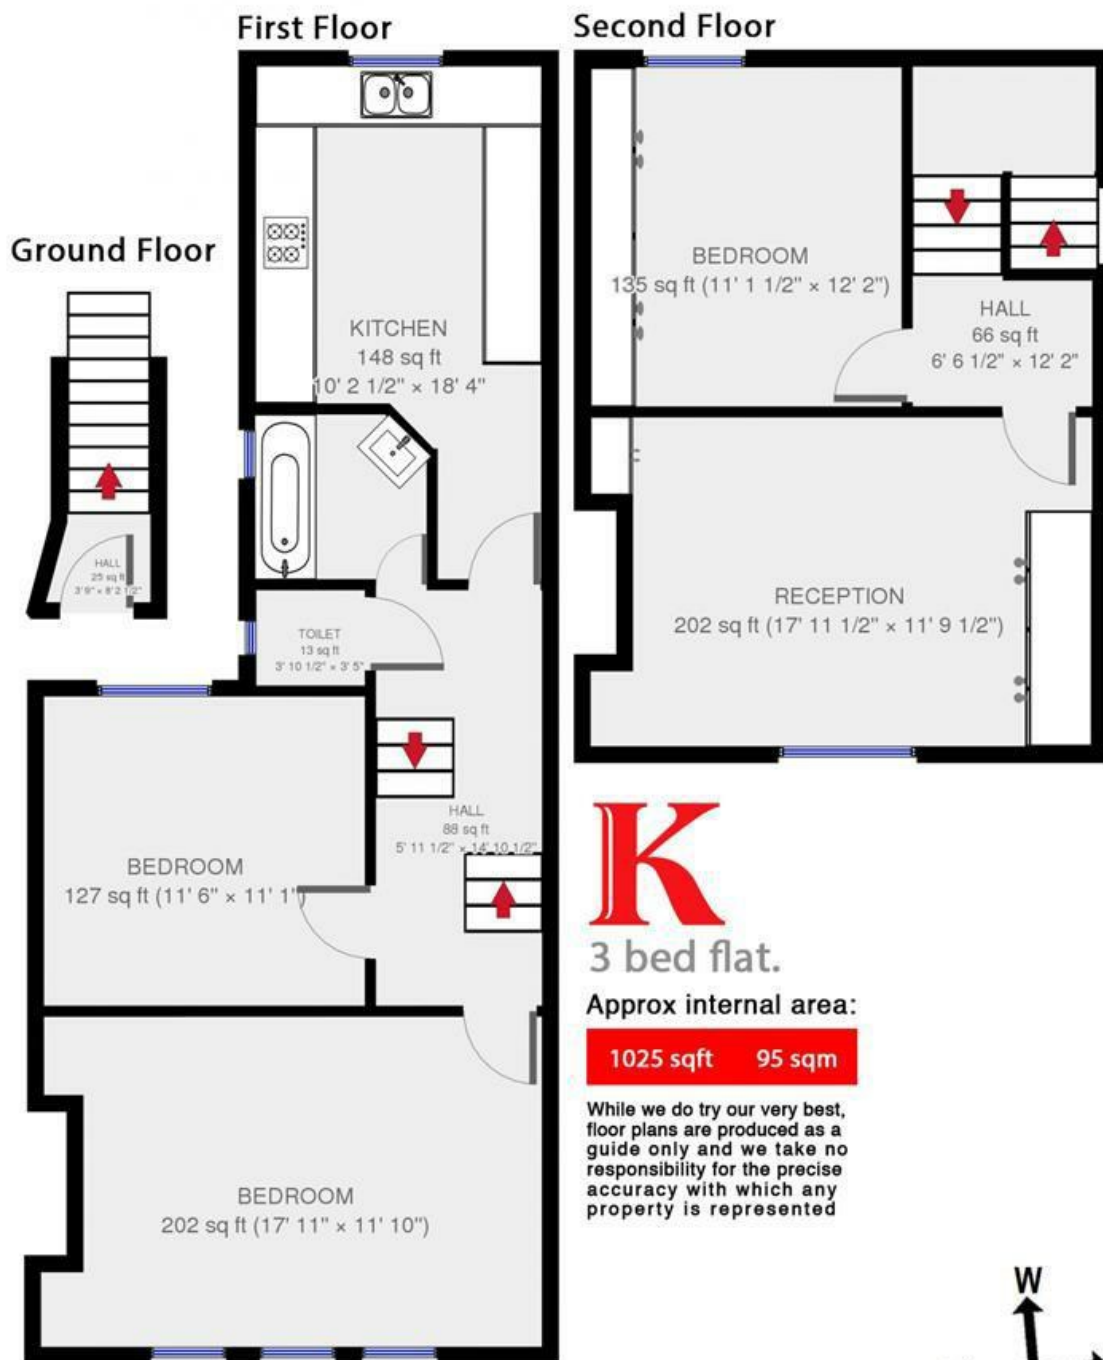 First Floor
Second Floor
Ground Floor
KITCHEN
148 sq ft
10' 2 1/2" × 18' 4"
BEDROOM
135 sq ft (11' 1 1/2" × 12' 2")
HALL
66 sq ft
6' 6 1/2" × 12' 2"
HALL
25 sq ft
3' 9" × 8' 2 1/2"
TOILET
13 sq ft
3' 10 1/2" × 3' 5"
RECEPTION
202 sq ft (17' 11 1/2" × 11' 9 1/2")
HALL
88 sq ft
5' 11 1/2" × 14' 10 1/2"
BEDROOM
127 sq ft (11' 6" × 11' 1")
BEDROOM
202 sq ft (17' 11" × 11' 10")
K
3 bed flat.
Approx internal area:
1025 sqft 95 sqm
While we do try our very best,
floor plans are produced as a
guide only and we take no
responsibility for the precise
accuracy with which any
property is represented
W